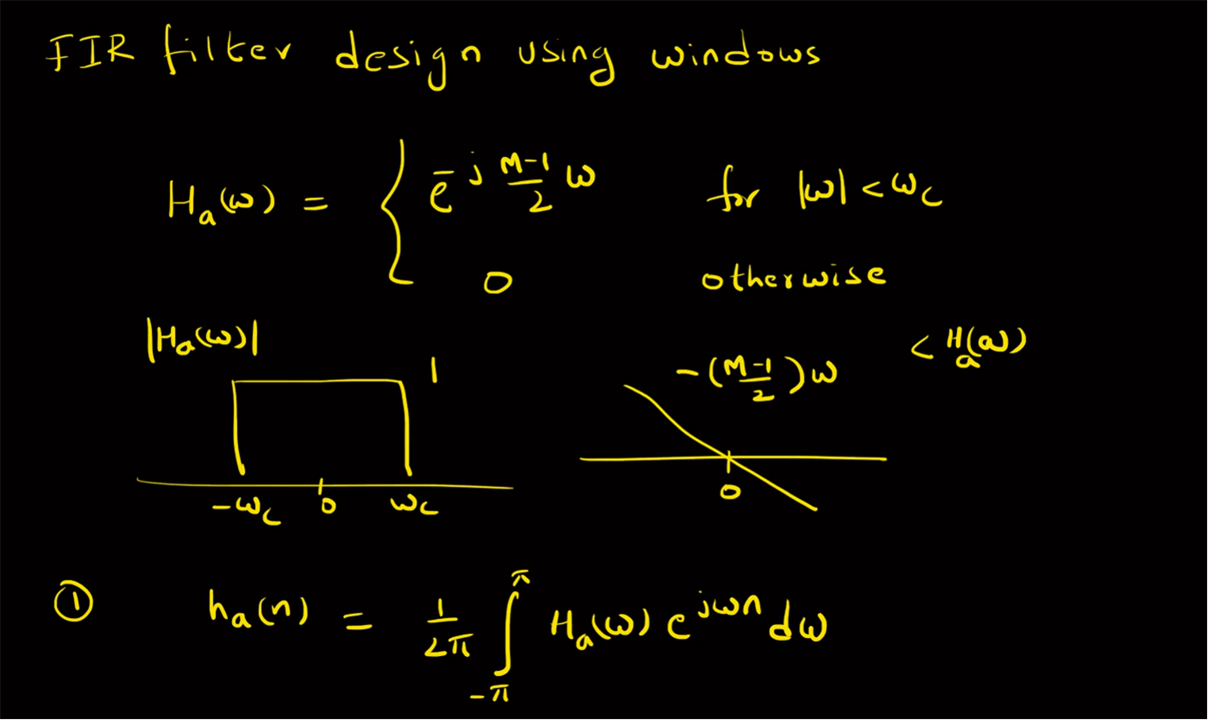 FIR filter design using windows
Ha(ω) = { e^-j (M-1)/2 ω for |ω| < ωc
0 otherwise
|Ha(ω)|
1
-ωc 0 ωc
-(M-1/2)ω
< Ha(ω)
0
① ha(n) = 1/2π ∫_-π^π Ha(ω) e^jωn dω